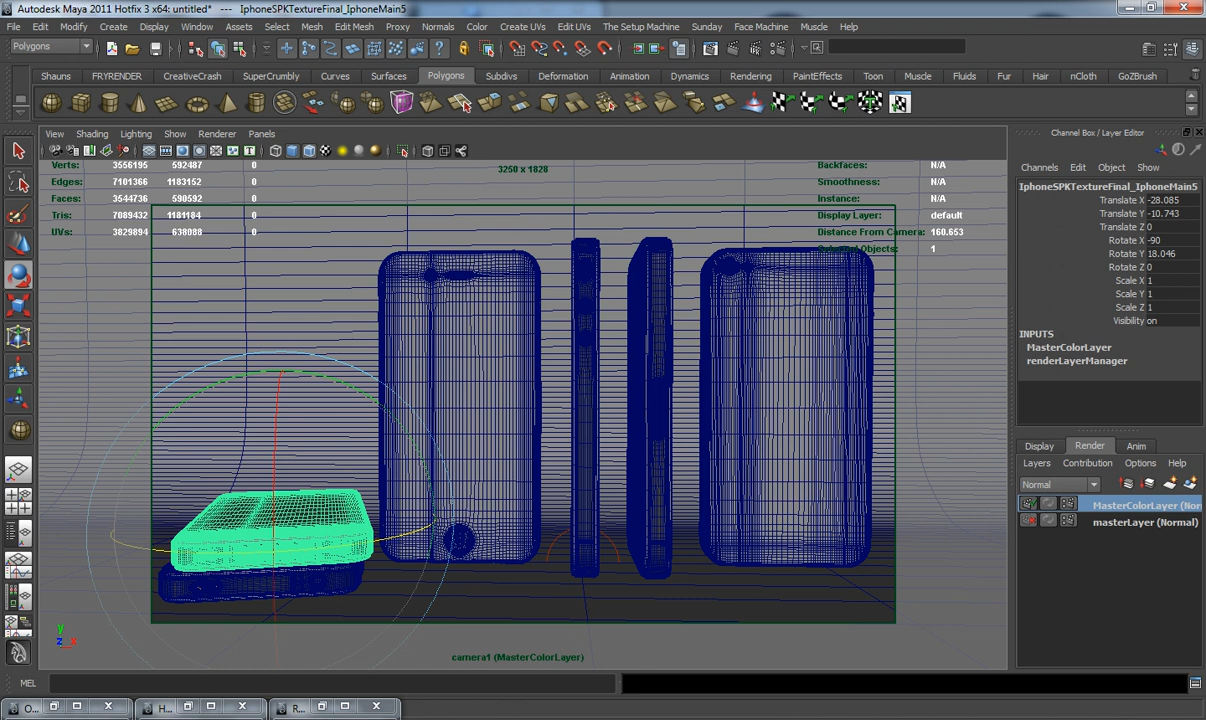 Autodesk Maya 2011 Hotfix 3 x64: untitled* --- IphoneSPKTextureFinal_IphoneMain5
File Edit Modify Create Display Window Assets Select Mesh Edit Mesh Proxy Normals Color Create UVs Edit UVs The Setup Machine Sunday Face Machine Muscle Help
Polygons
Shauns FRYRENDER CreativeCrash SuperCrumbly Curves Surfaces Polygons Subdivs Deformation Animation Dynamics Rendering PaintEffects Toon Muscle Fluids Fur Hair nCloth GoZBrush
View Shading Lighting Show Renderer Panels
Channel Box / Layer Editor
Channels Edit Object Show
Verts: 3556195 592487 0
Edges: 7101366 1183152 0
Faces: 3544736 590592 0
Tris: 7089432 1181184 0
UVs: 3829894 638088 0
3250 x 1828
Backfaces: N/A
Smoothness: N/A
Instance: N/A
Display Layer: default
Distance From Camera: 160.653
Selected Objects: 1
IphoneSPKTextureFinal_IphoneMain5
Translate X -28.085
Translate Y -10.743
Translate Z 0
Rotate X -90
Rotate Y 18.046
Rotate Z 0
Scale X 1
Scale Y 1
Scale Z 1
Visibility on
INPUTS
MasterColorLayer
renderLayerManager
Display Render Anim
Layers Contribution Options Help
Normal
MasterColorLayer (Nor
masterLayer (Normal)
y
z x
camera1 (MasterColorLayer)
MEL
O... H... R...